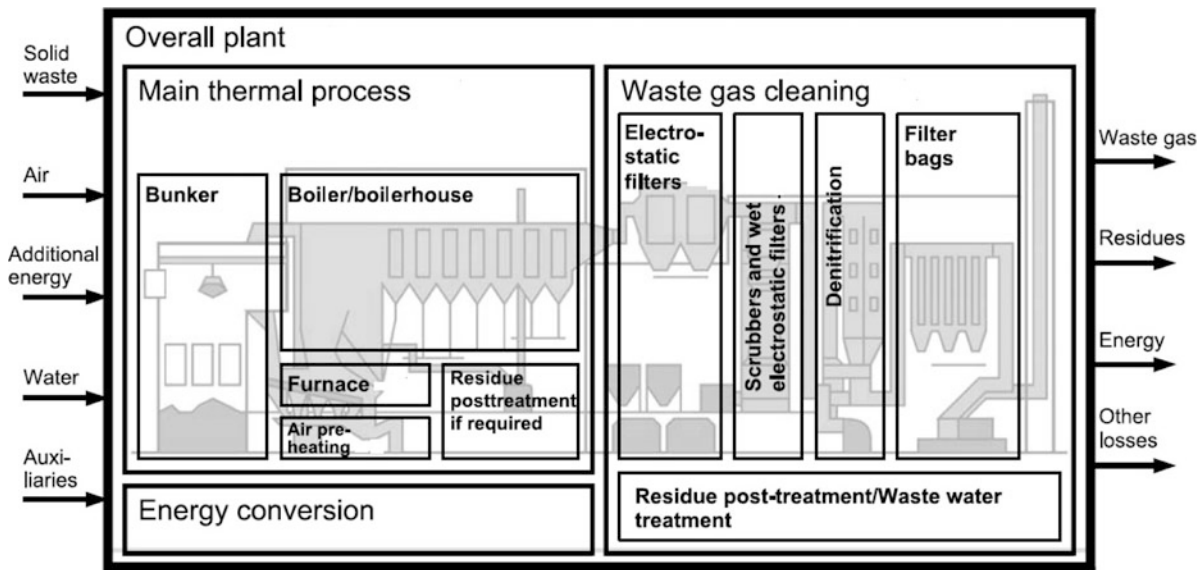 Overall plant
Solid
waste
Air
Additional
energy
Water
Auxi-
liaries
Main thermal process
Bunker
Boiler/boilerhouse
Furnace
Air pre-
heating
Residue
posttreatment
if required
Energy conversion
Waste gas cleaning
Electro-
static
filters
Scrubbers and wet
electrostatic filters
Denitrification
Filter
bags
Residue post-treatment/Waste water
treatment
Waste gas
Residues
Energy
Other
losses